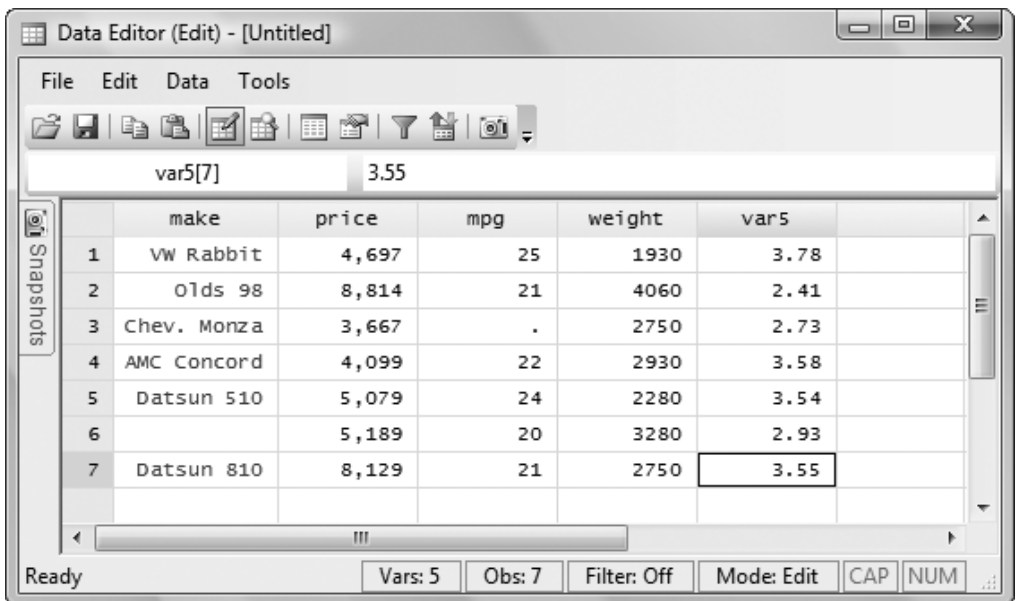 Data Editor (Edit) - [Untitled]
File Edit Data Tools
var5[7] 3.55
Snapshots
make price mpg weight var5
1 VW Rabbit 4,697 25 1930 3.78
2 Olds 98 8,814 21 4060 2.41
3 Chev. Monza 3,667 . 2750 2.73
4 AMC Concord 4,099 22 2930 3.58
5 Datsun 510 5,079 24 2280 3.54
6 5,189 20 3280 2.93
7 Datsun 810 8,129 21 2750 3.55
Ready Vars: 5 Obs: 7 Filter: Off Mode: Edit CAP NUM